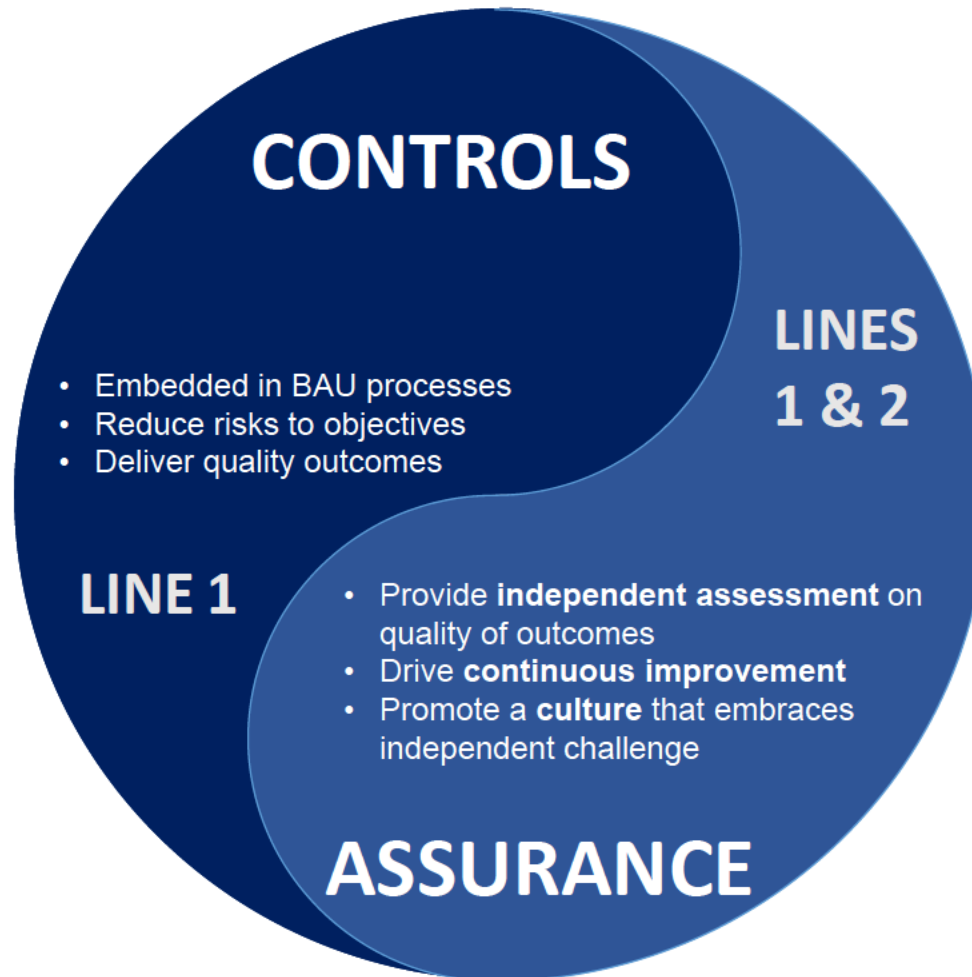 CONTROLS
• Embedded in BAU processes
• Reduce risks to objectives
• Deliver quality outcomes
LINE 1
LINES
1 & 2
• Provide independent assessment on
quality of outcomes
• Drive continuous improvement
• Promote a culture that embraces
independent challenge
ASSURANCE